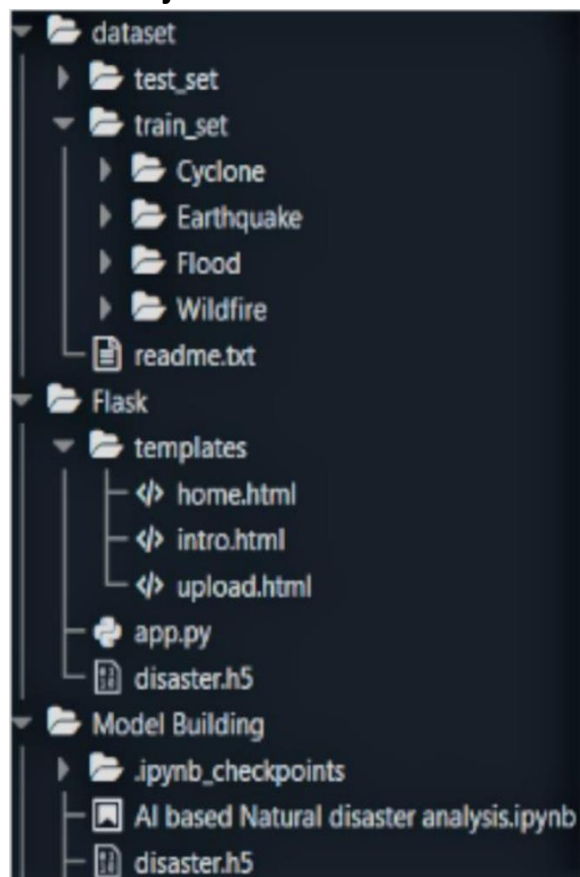 dataset
test_set
train_set
Cyclone
Earthquake
Flood
Wildfire
readme.txt
Flask
templates
home.html
intro.html
upload.html
app.py
disaster.h5
Model Building
.ipynb_checkpoints
AI based Natural disaster analysis.ipynb
disaster.h5